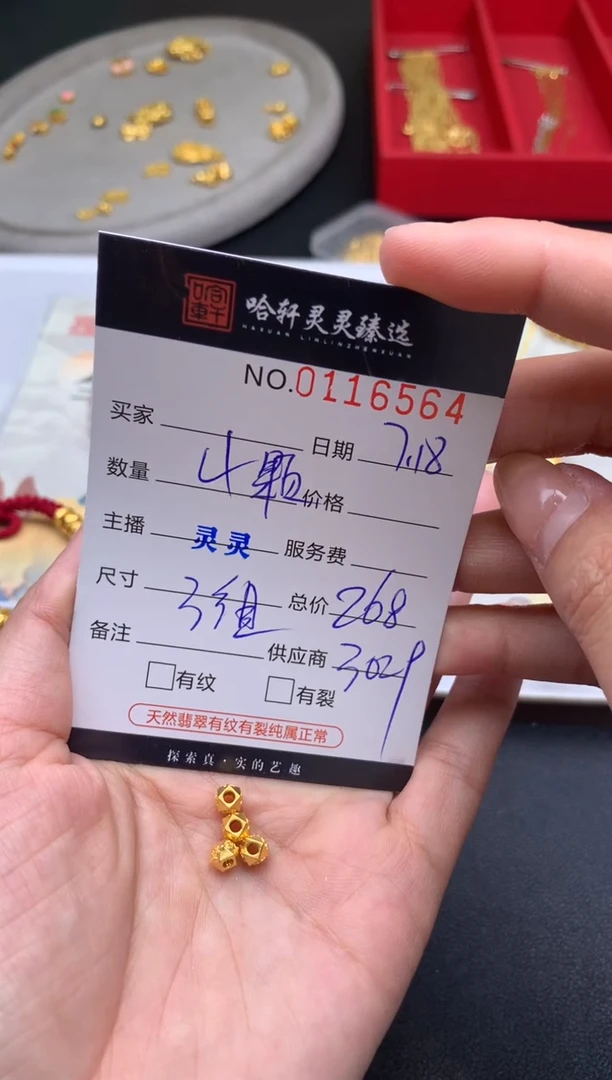 哈轩
哈轩灵灵臻选
HAXUAN LINLINZHENXUAN
NO.0116564
买家 日期 7.18
数量 4颗 价格
主播 灵灵 服务费
尺寸 3组 总价 268
备注 供应商 3029
有纹 有裂
天然翡翠有纹有裂纯属正常
探索真·实的艺趣